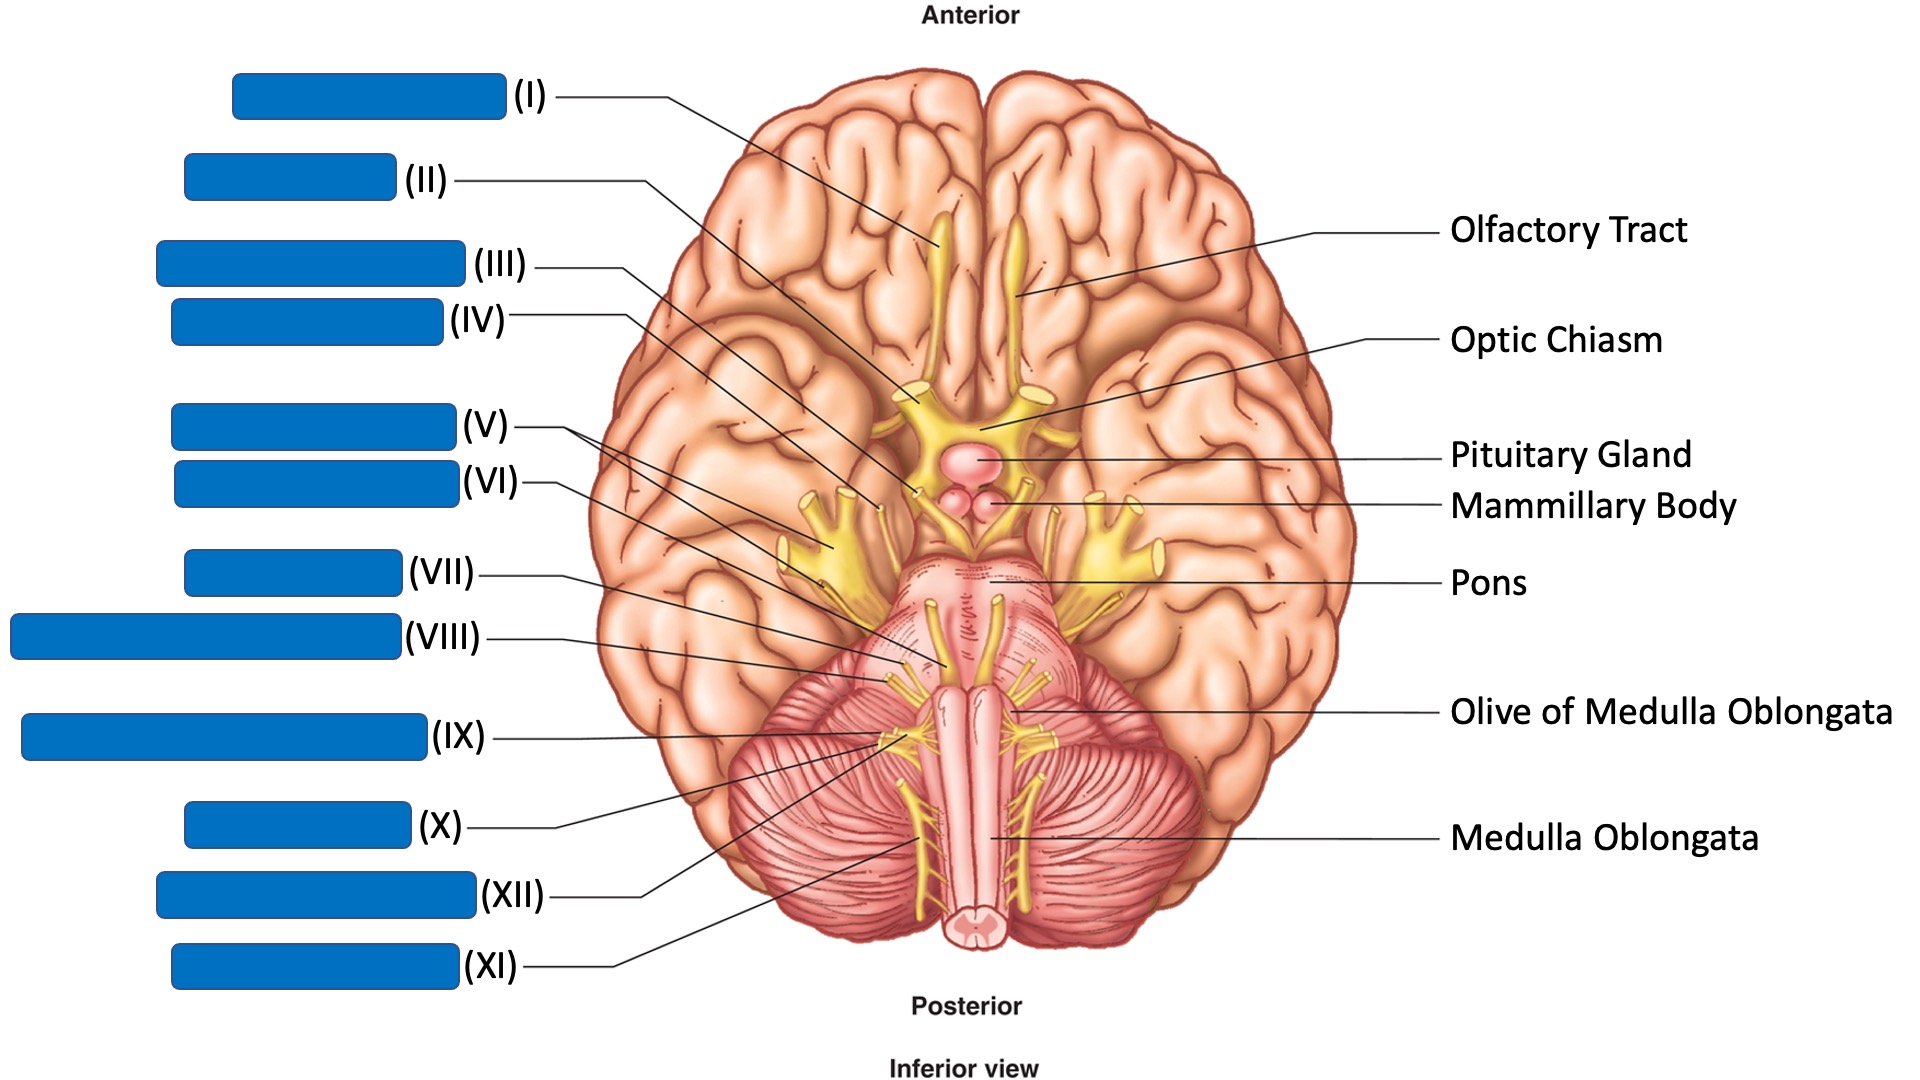 Anterior
(I)
(II)
(III)
(IV)
(V)
(VI)
(VII)
(VIII)
(IX)
(X)
(XII)
(XI)
Olfactory Tract
Optic Chiasm
Pituitary Gland
Mammillary Body
Pons
Olive of Medulla Oblongata
Medulla Oblongata
Posterior
Inferior view